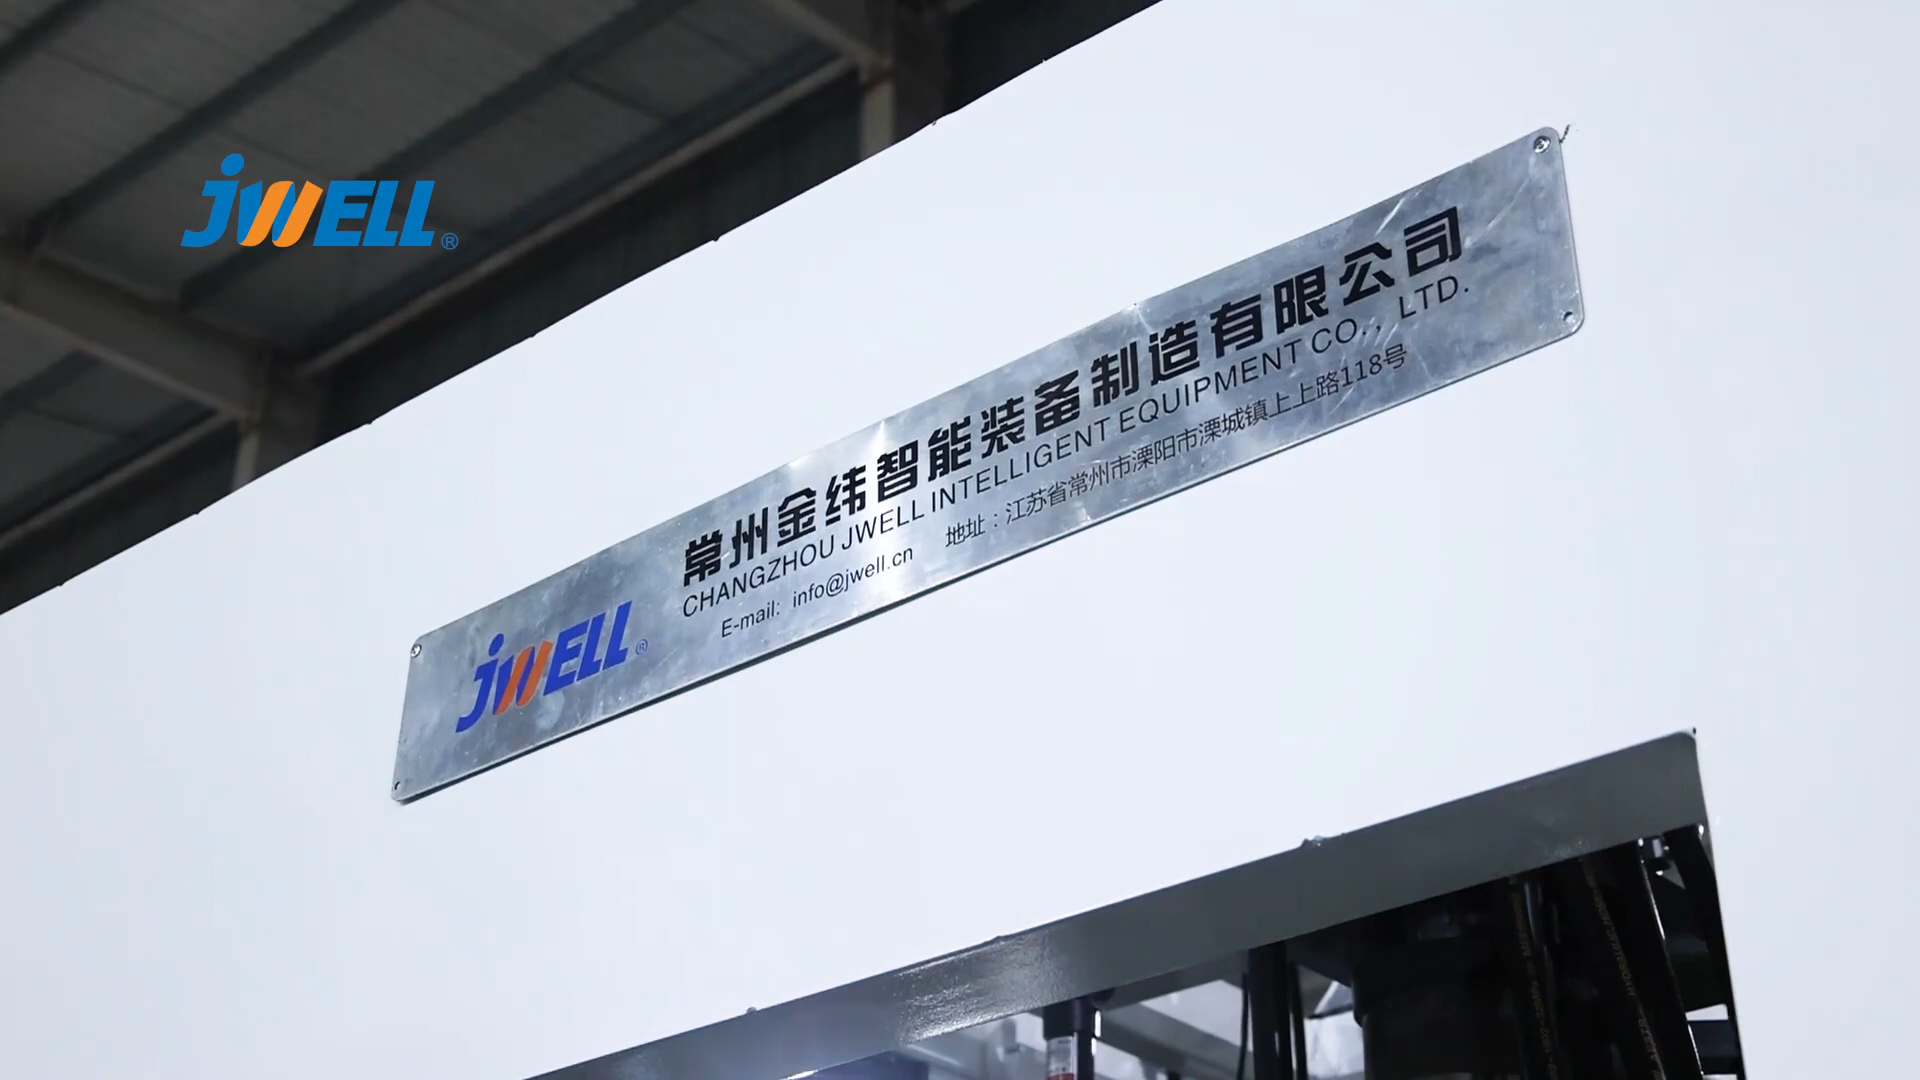 JWELL®
常州金纬智能装备制造有限公司
CHANGZHOU JWELL INTELLIGENT EQUIPMENT CO., LTD.
E-mail: info@jwell.cn 地址：江苏省常州市溧阳市溧城镇上上路118号
JWELL®